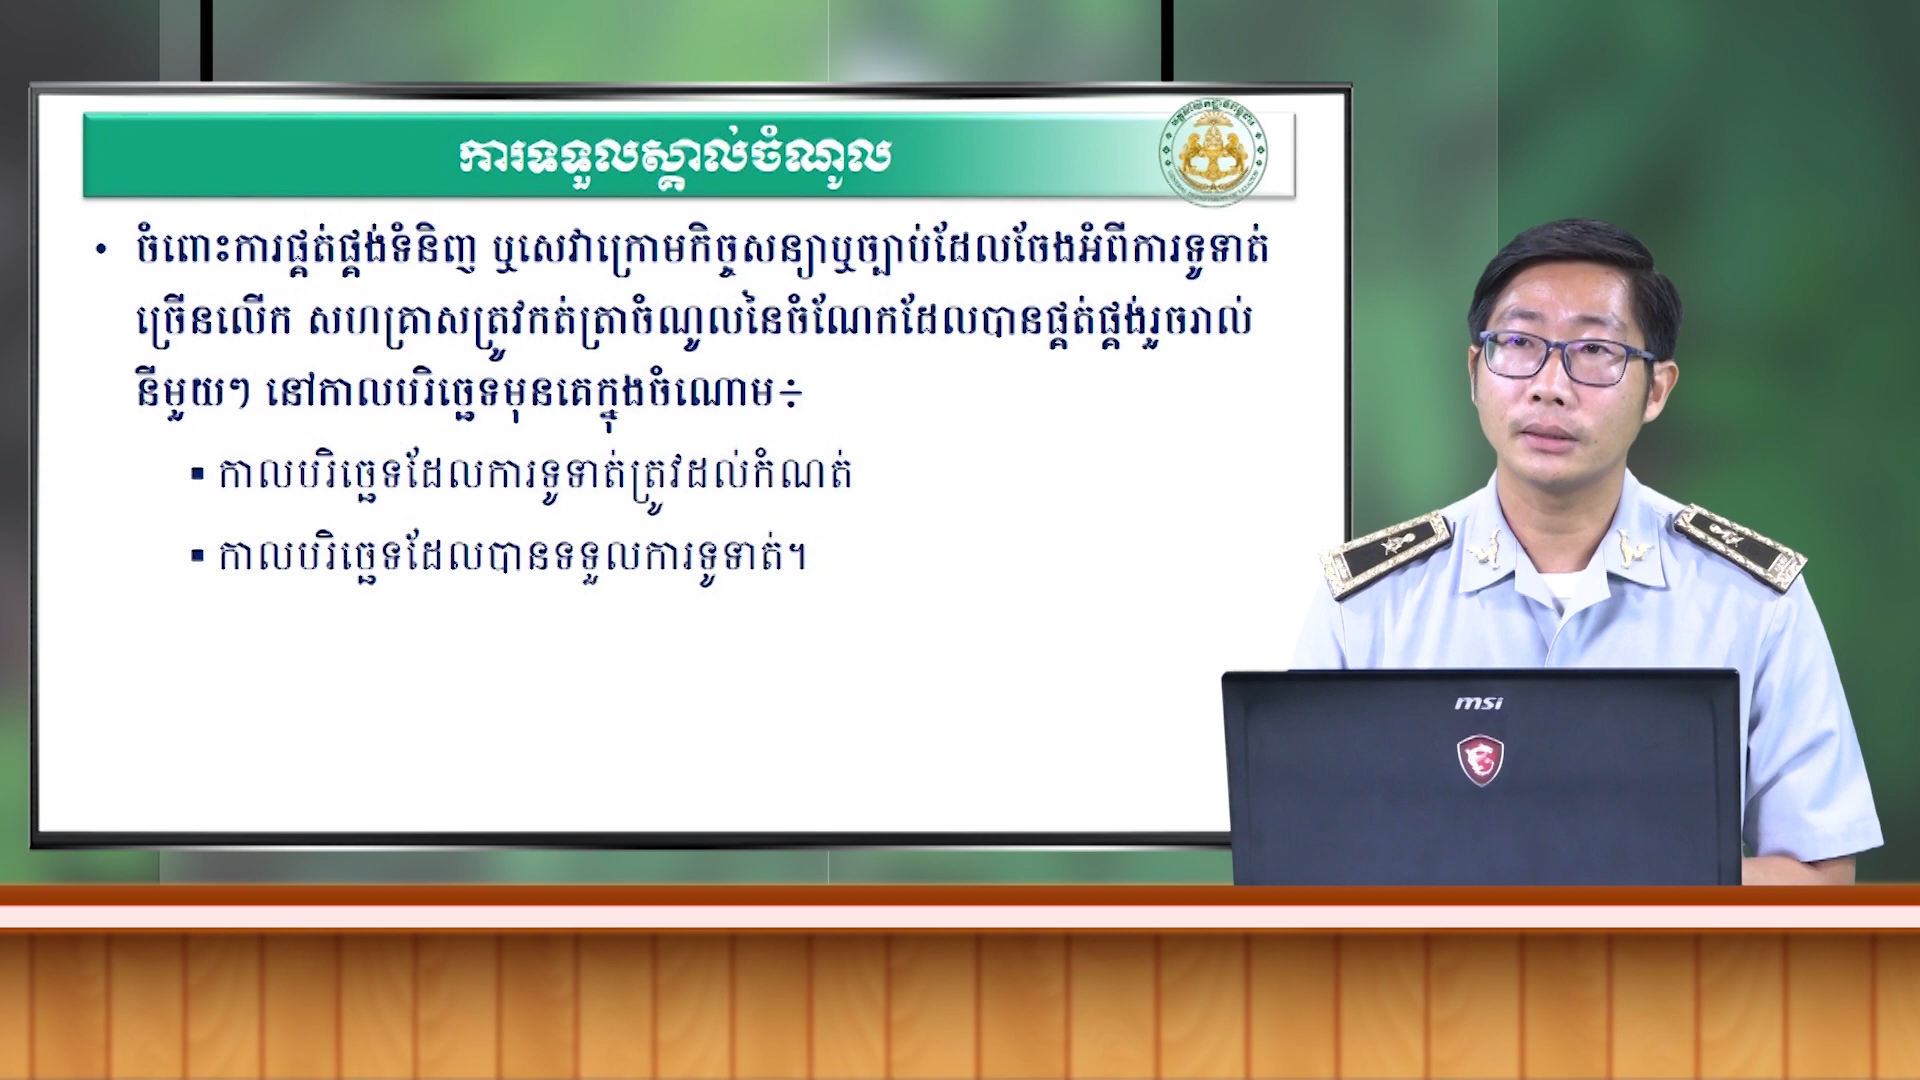 ការទទួលស្គាល់ចំណូល
• ចំពោះការផ្គត់ផ្គង់ទំនិញ ឬសេវាក្រោមកិច្ចសន្យាឬច្បាប់ដែលចែងអំពីការទូទាត់
ច្រើនលើក សហគ្រាសត្រូវកត់ត្រាចំណូលនៃចំណែកដែលបានផ្គត់ផ្គង់រួចរាល់
នីមួយៗ នៅកាលបរិច្ឆេទមុនគេក្នុងចំណោម÷
▪ កាលបរិច្ឆេទដែលការទូទាត់ត្រូវដល់កំណត់
▪ កាលបរិច្ឆេទដែលបានទទួលការទូទាត់។
msi